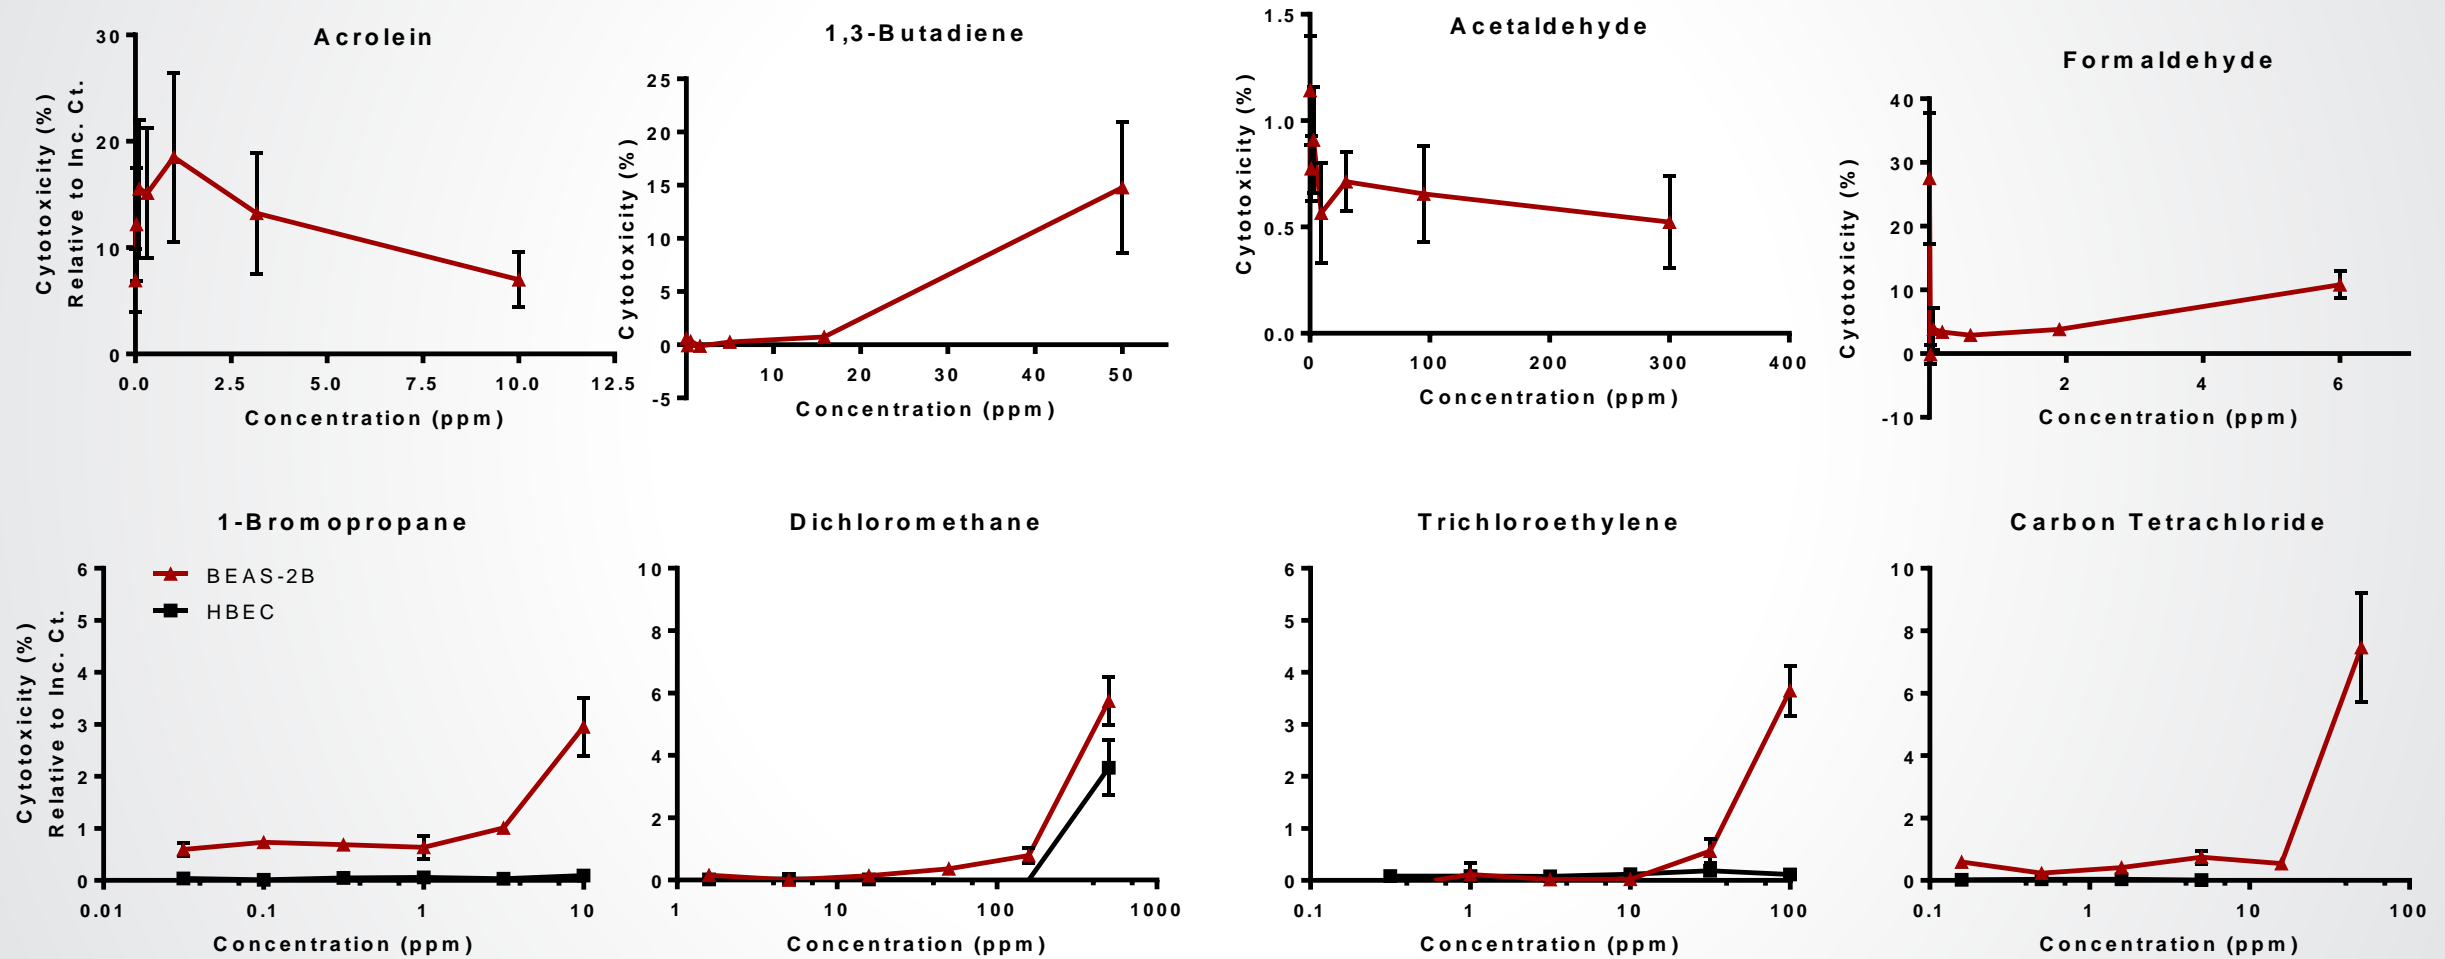 Acrolein
Cytotoxicity (%)
Relative to Inc. Ct.
30
20
10
0
0.0 2.5 5.0 7.5 10.0 12.5
Concentration (ppm)
1,3-Butadiene
Cytotoxicity (%)
25
20
15
10
5
0
-5
10 20 30 40 50
Concentration (ppm)
Acetaldehyde
Cytotoxicity (%)
1.5
1.0
0.5
0.0
0 100 200 300 400
Concentration (ppm)
Formaldehyde
Cytotoxicity (%)
40
30
20
10
0
-10
2 4 6
Concentration (ppm)
1-Bromopropane
BEAS-2B
HBEC
Cytotoxicity (%)
Relative to Inc. Ct.
6
5
4
3
2
1
0
0.01 0.1 1 10
Concentration (ppm)
Dichloromethane
10
8
6
4
2
0
1 10 100 1000
Concentration (ppm)
Trichloroethylene
6
5
4
3
2
1
0
0.1 1 10 100
Concentration (ppm)
Carbon Tetrachloride
10
8
6
4
2
0
0.1 1 10 100
Concentration (ppm)